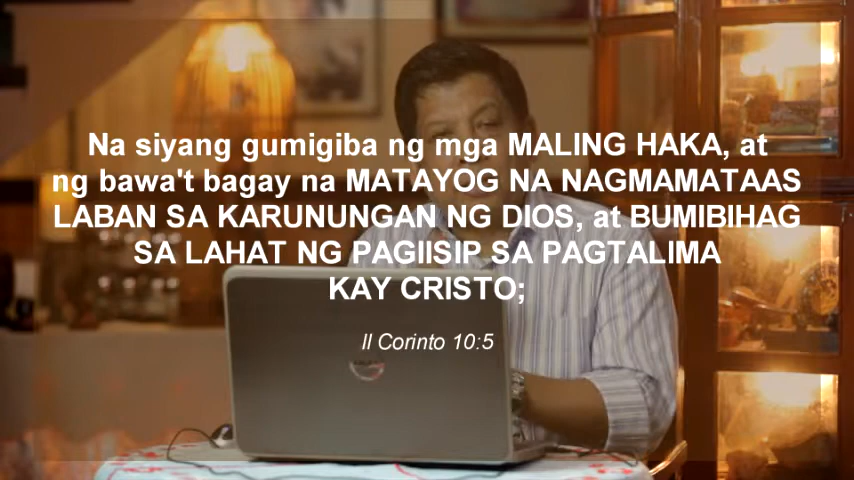 Na siyang gumigiba ng mga MALING HAKA, at
ng bawa't bagay na MATAYOG NA NAGMAMATAAS
LABAN SA KARUNUNGAN NG DIOS, at BUMIBIHAG
SA LAHAT NG PAGIISIP SA PAGTALIMA
KAY CRISTO;
II Corinto 10:5